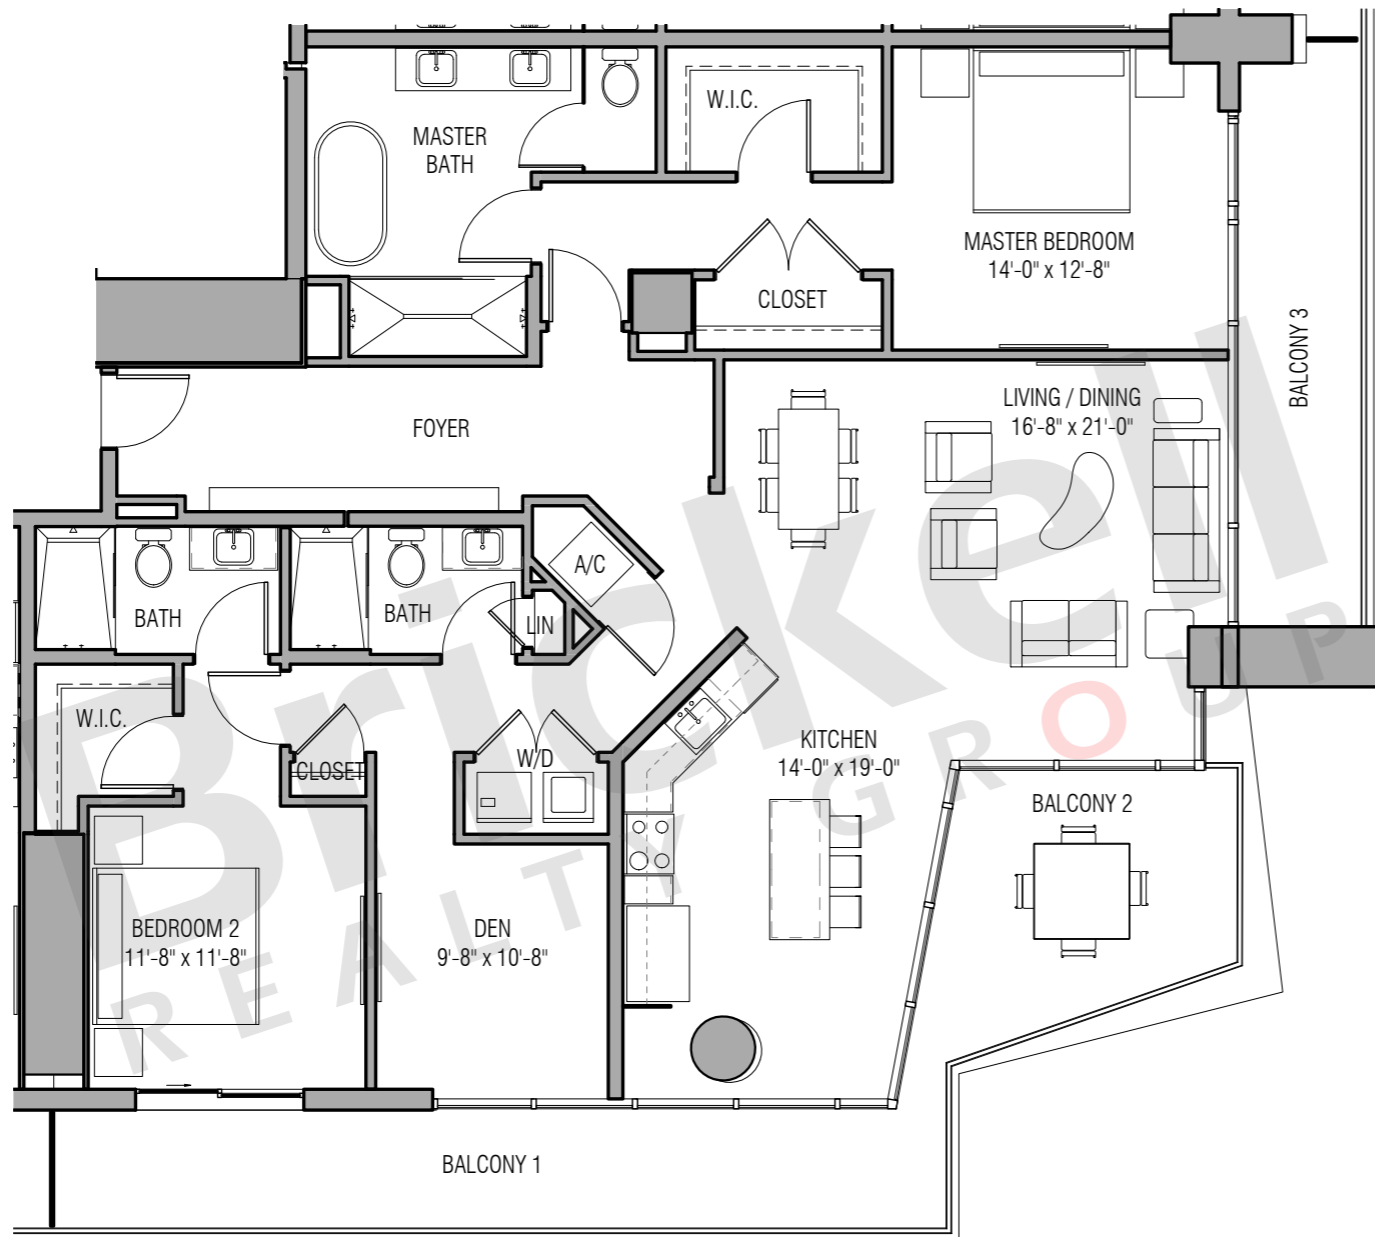 W.I.C.
MASTER
BATH
MASTER BEDROOM
14'-0" x 12'-8"
CLOSET
BALCONY 3
LIVING / DINING
16'-8" x 21'-0"
FOYER
A/C
BATH
BATH
LIN
W.I.C.
CLOSET
W/D
KITCHEN
14'-0" x 19'-0"
BALCONY 2
BEDROOM 2
11'-8" x 11'-8"
DEN
9'-8" x 10'-8"
BALCONY 1
Brickell
REALTY GROUP